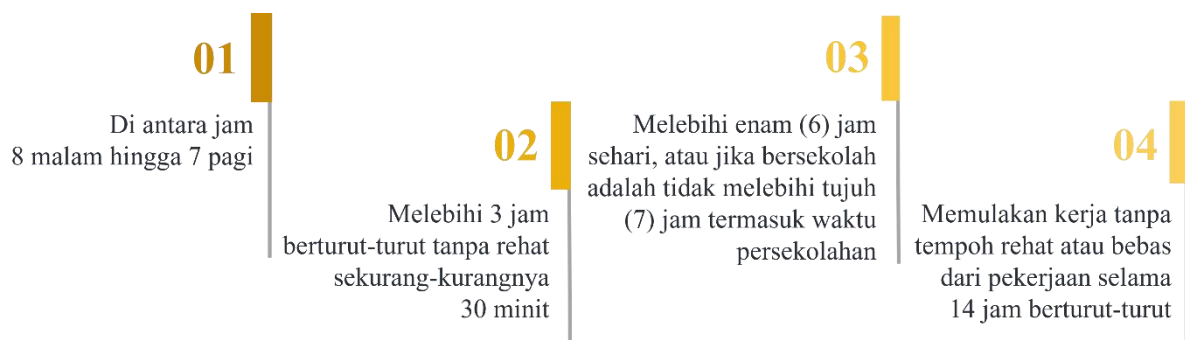 01
Di antara jam
8 malam hingga 7 pagi
02
Melebihi 3 jam
berturut-turut tanpa rehat
sekurang-kurangnya
30 minit
03
Melebihi enam (6) jam
sehari, atau jika bersekolah
adalah tidak melebihi tujuh
(7) jam termasuk waktu
persekolahan
04
Memulakan kerja tanpa
tempoh rehat atau bebas
dari pekerjaan selama
14 jam berturut-turut